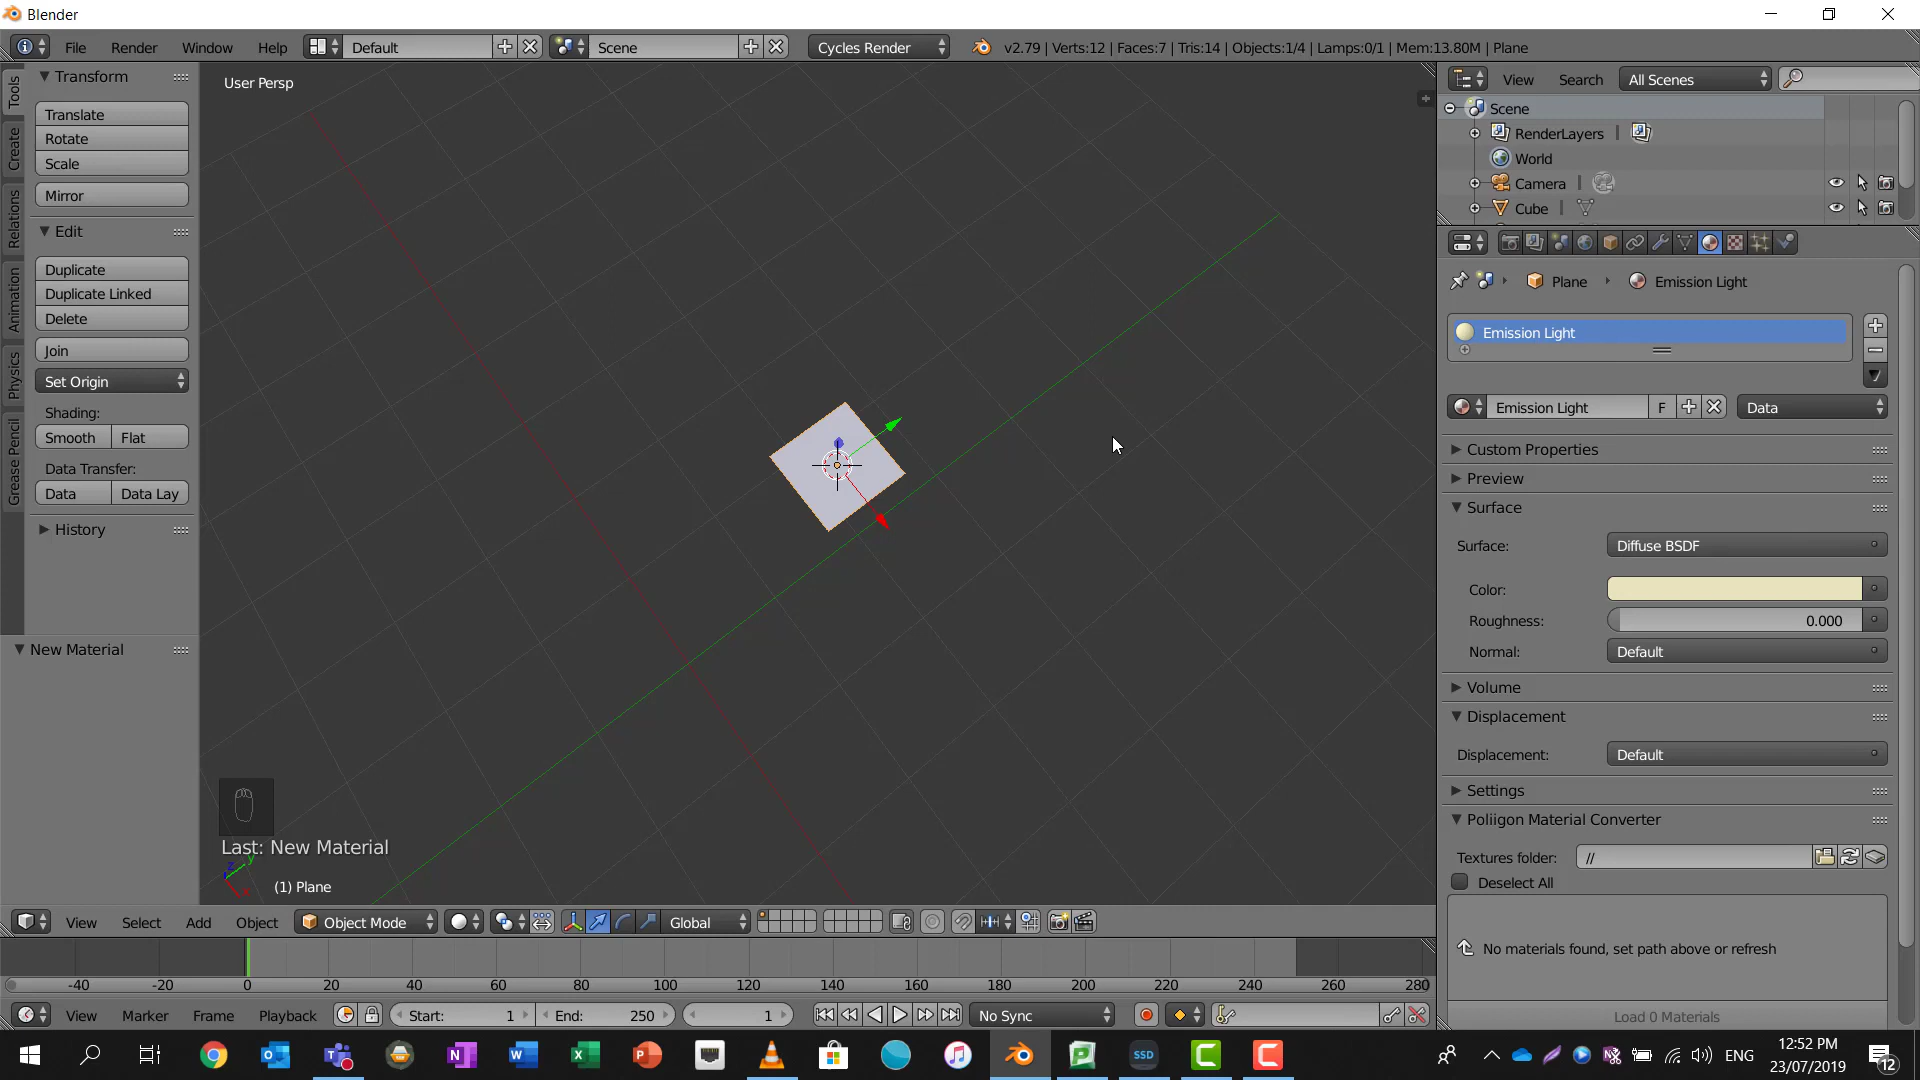 Blender
File Render Window Help Default Scene Cycles Render v2.79 | Verts:12 | Faces:7 | Tris:14 | Objects:1/4 | Lamps:0/1 | Mem:13.80M | Plane
Tools
Create
Relations
Animation
Physics
Grease Pencil
Transform
Translate
Rotate
Scale
Mirror
Edit
Duplicate
Duplicate Linked
Delete
Join
Set Origin
Shading:
Smooth Flat
Data Transfer:
Data Data Lay
History
New Material
User Persp
Last: New Material
(1) Plane
View Search All Scenes
Scene
RenderLayers |
World
Camera |
Cube |
Plane Emission Light
Emission Light
Emission Light F Data
Custom Properties
Preview
Surface
Surface: Diffuse BSDF
Color:
Roughness: 0.000
Normal: Default
Volume
Displacement
Displacement: Default
Settings
Poliigon Material Converter
Textures folder: //
Deselect All
No materials found, set path above or refresh
Load 0 Materials
View Select Add Object Object Mode Global
-40 -20 0 20 40 60 80 100 120 140 160 180 200 220 240 260 280
View Marker Frame Playback Start: 1 End: 250 1 No Sync
ENG
12:52 PM
23/07/2019
12